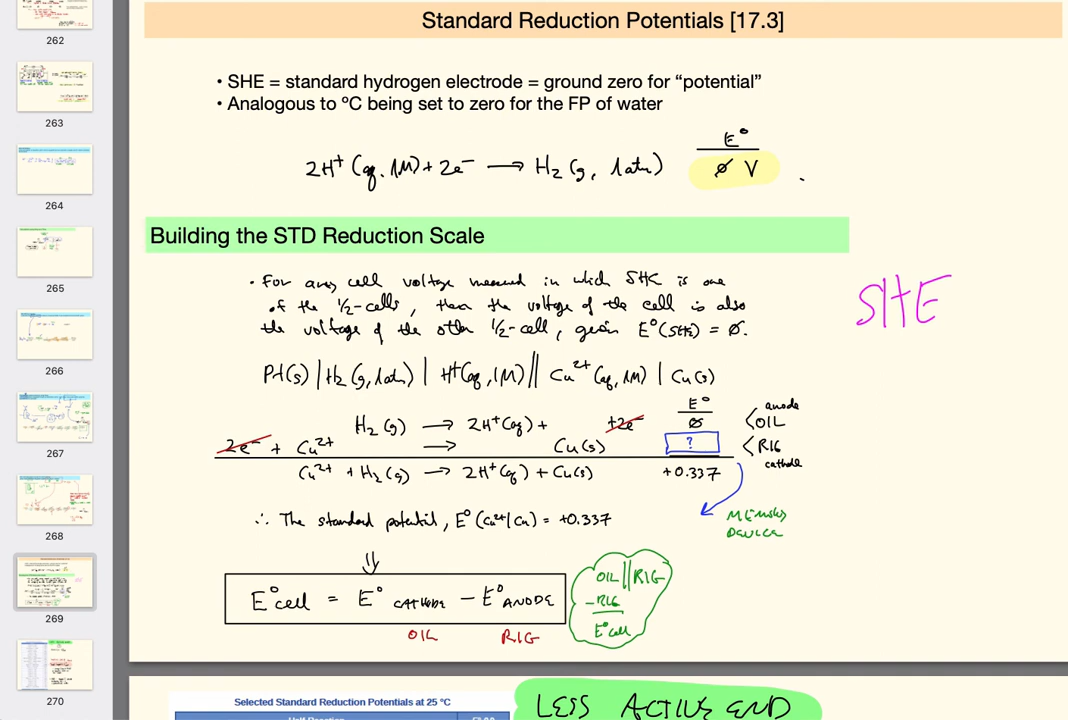 262
263
264
265
266
267
268
269
270
Standard Reduction Potentials [17.3]
• SHE = standard hydrogen electrode = ground zero for “potential”
• Analogous to ºC being set to zero for the FP of water
E°
2H⁺ (aq, 1M) + 2e⁻ → H₂ (g, 1atm) ∅ V
Building the STD Reduction Scale
SHE
• For any cell voltage measured in which SHE is one
of the ½-cells, then the voltage of the cell is also
the voltage of the other ½-cell, given E°(SHE) = ∅.
Pt(s) | H₂(g, 1atm) | H⁺(aq, 1M) || Cu²⁺(aq, 1M) | Cu(s)
E° anode
H₂(g) → 2H⁺(aq) + +2e⁻ ∅ < OIL
2e⁻ + Cu²⁺ → Cu(s) ? < RIG
cathode
Cu²⁺ + H₂(g) → 2H⁺(aq) + Cu(s) +0.337
∴ The standard potential, E°(Cu²⁺|Cu) = +0.337
DEVICE
⇓
E°cell = E° CATHODE − E° ANODE
OIL RIG
OIL || RIG
−RIG
E°cell
Selected Standard Reduction Potentials at 25 °C
LESS ACTIVE END